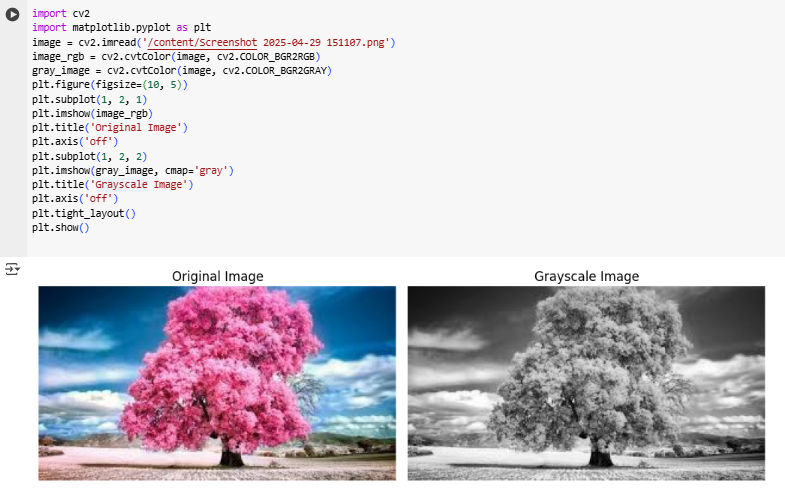 import cv2
import matplotlib.pyplot as plt
image = cv2.imread('/content/Screenshot 2025-04-29 151107.png')
image_rgb = cv2.cvtColor(image, cv2.COLOR_BGR2RGB)
gray_image = cv2.cvtColor(image, cv2.COLOR_BGR2GRAY)
plt.figure(figsize=(10, 5))
plt.subplot(1, 2, 1)
plt.imshow(image_rgb)
plt.title('Original Image')
plt.axis('off')
plt.subplot(1, 2, 2)
plt.imshow(gray_image, cmap='gray')
plt.title('Grayscale Image')
plt.axis('off')
plt.tight_layout()
plt.show()
Original Image
Grayscale Image